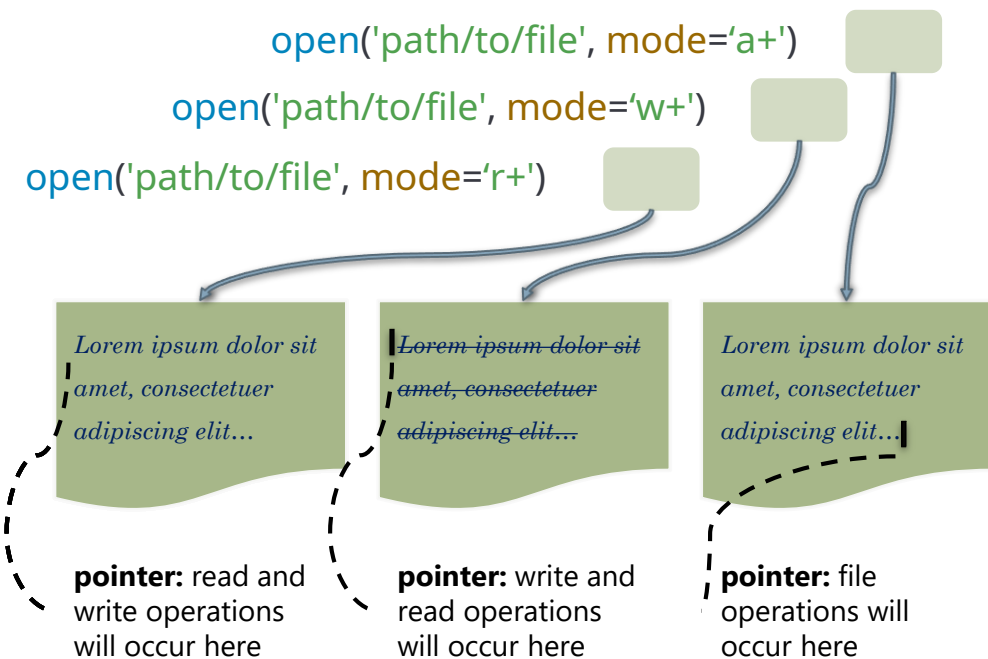 open('path/to/file', mode=‘a+')
open('path/to/file', mode=‘w+')
open('path/to/file', mode=‘r+')
Lorem ipsum dolor sit
amet, consectetuer
adipiscing elit…
Lorem ipsum dolor sit
amet, consectetuer
adipiscing elit…
Lorem ipsum dolor sit
amet, consectetuer
adipiscing elit…
pointer: read and
write operations
will occur here
pointer: write and
read operations
will occur here
pointer: file
operations will
occur here